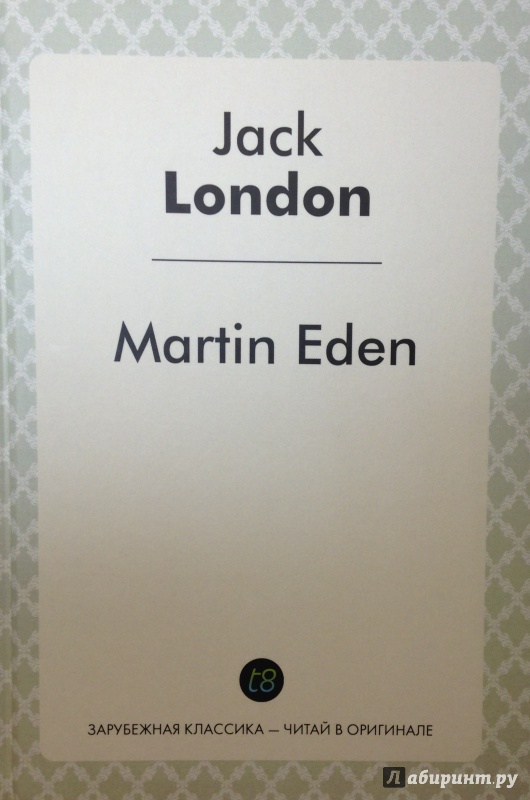 Jack
London
Martin Eden
t8
ЗАРУБЕЖНАЯ КЛАССИКА — ЧИТАЙ В ОРИГИНАЛЕ
Лабиринт.ру